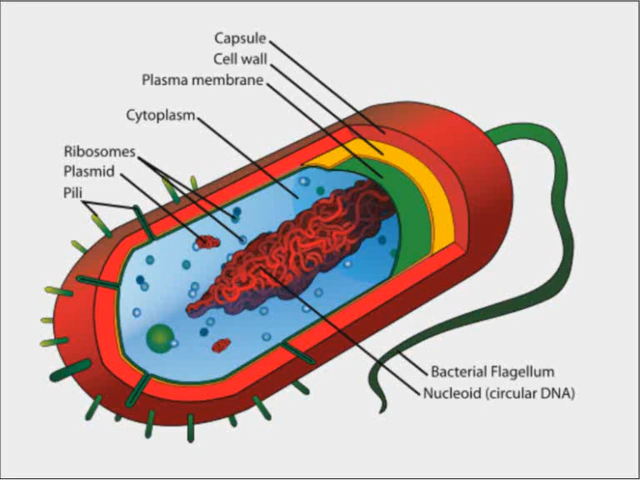 Capsule
Cell wall
Plasma membrane
Cytoplasm
Ribosomes
Plasmid
Pili
Bacterial Flagellum
Nucleoid (circular DNA)